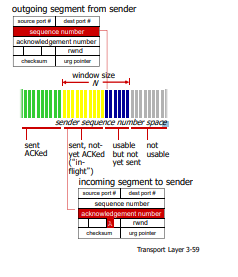 outgoing segment from sender
source port # dest port #
sequence number
acknowledgement number
rwnd
checksum urg pointer
window size
N
sender sequence number space
sent
ACKed
sent, not-
yet ACKed
("in-
flight")
usable
but not
yet sent
not
usable
incoming segment to sender
source port # dest port #
sequence number
acknowledgement number
A rwnd
checksum urg pointer
Transport Layer 3-59